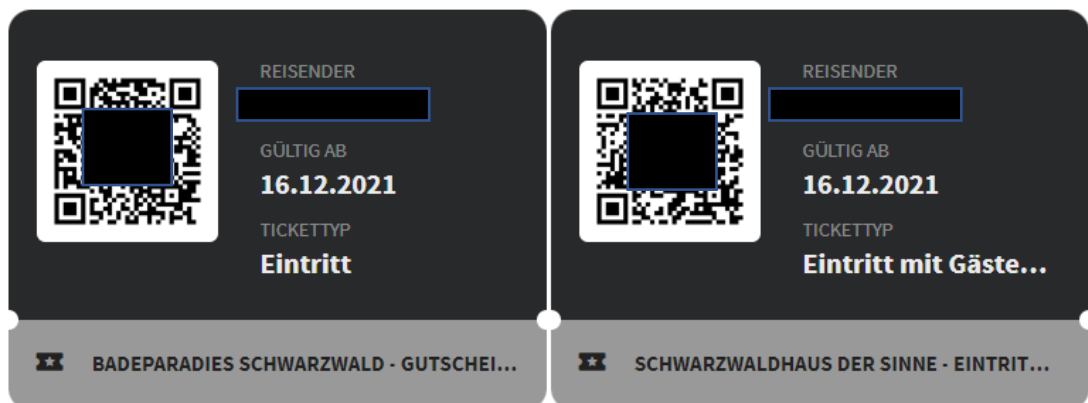 REISENDER
GÜLTIG AB
16.12.2021
TICKETTYP
Eintritt
BADEPARADIES SCHWARZWALD - GUTSCHEI...
REISENDER
GÜLTIG AB
16.12.2021
TICKETTYP
Eintritt mit Gäste...
SCHWARZWALDHAUS DER SINNE - EINTRIT...